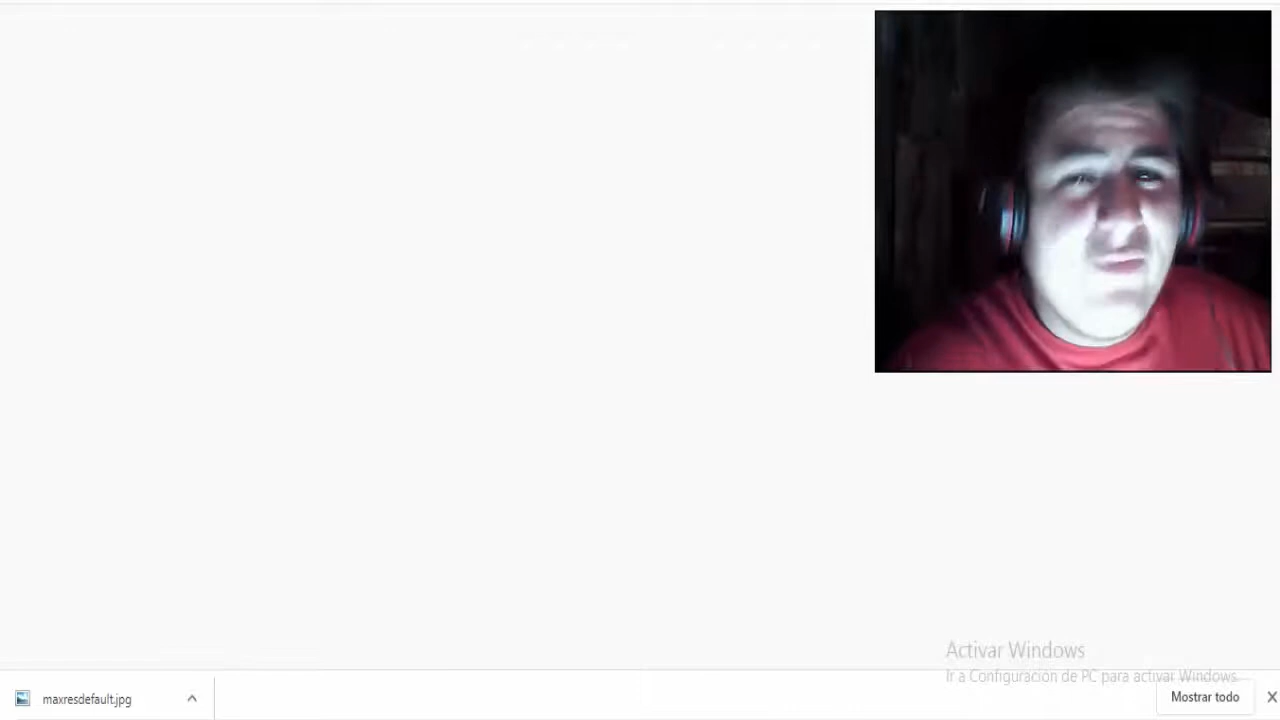 Activar Windows
Ir a Configuración de PC para activar Windows.
maxresdefault.jpg
Mostrar todo